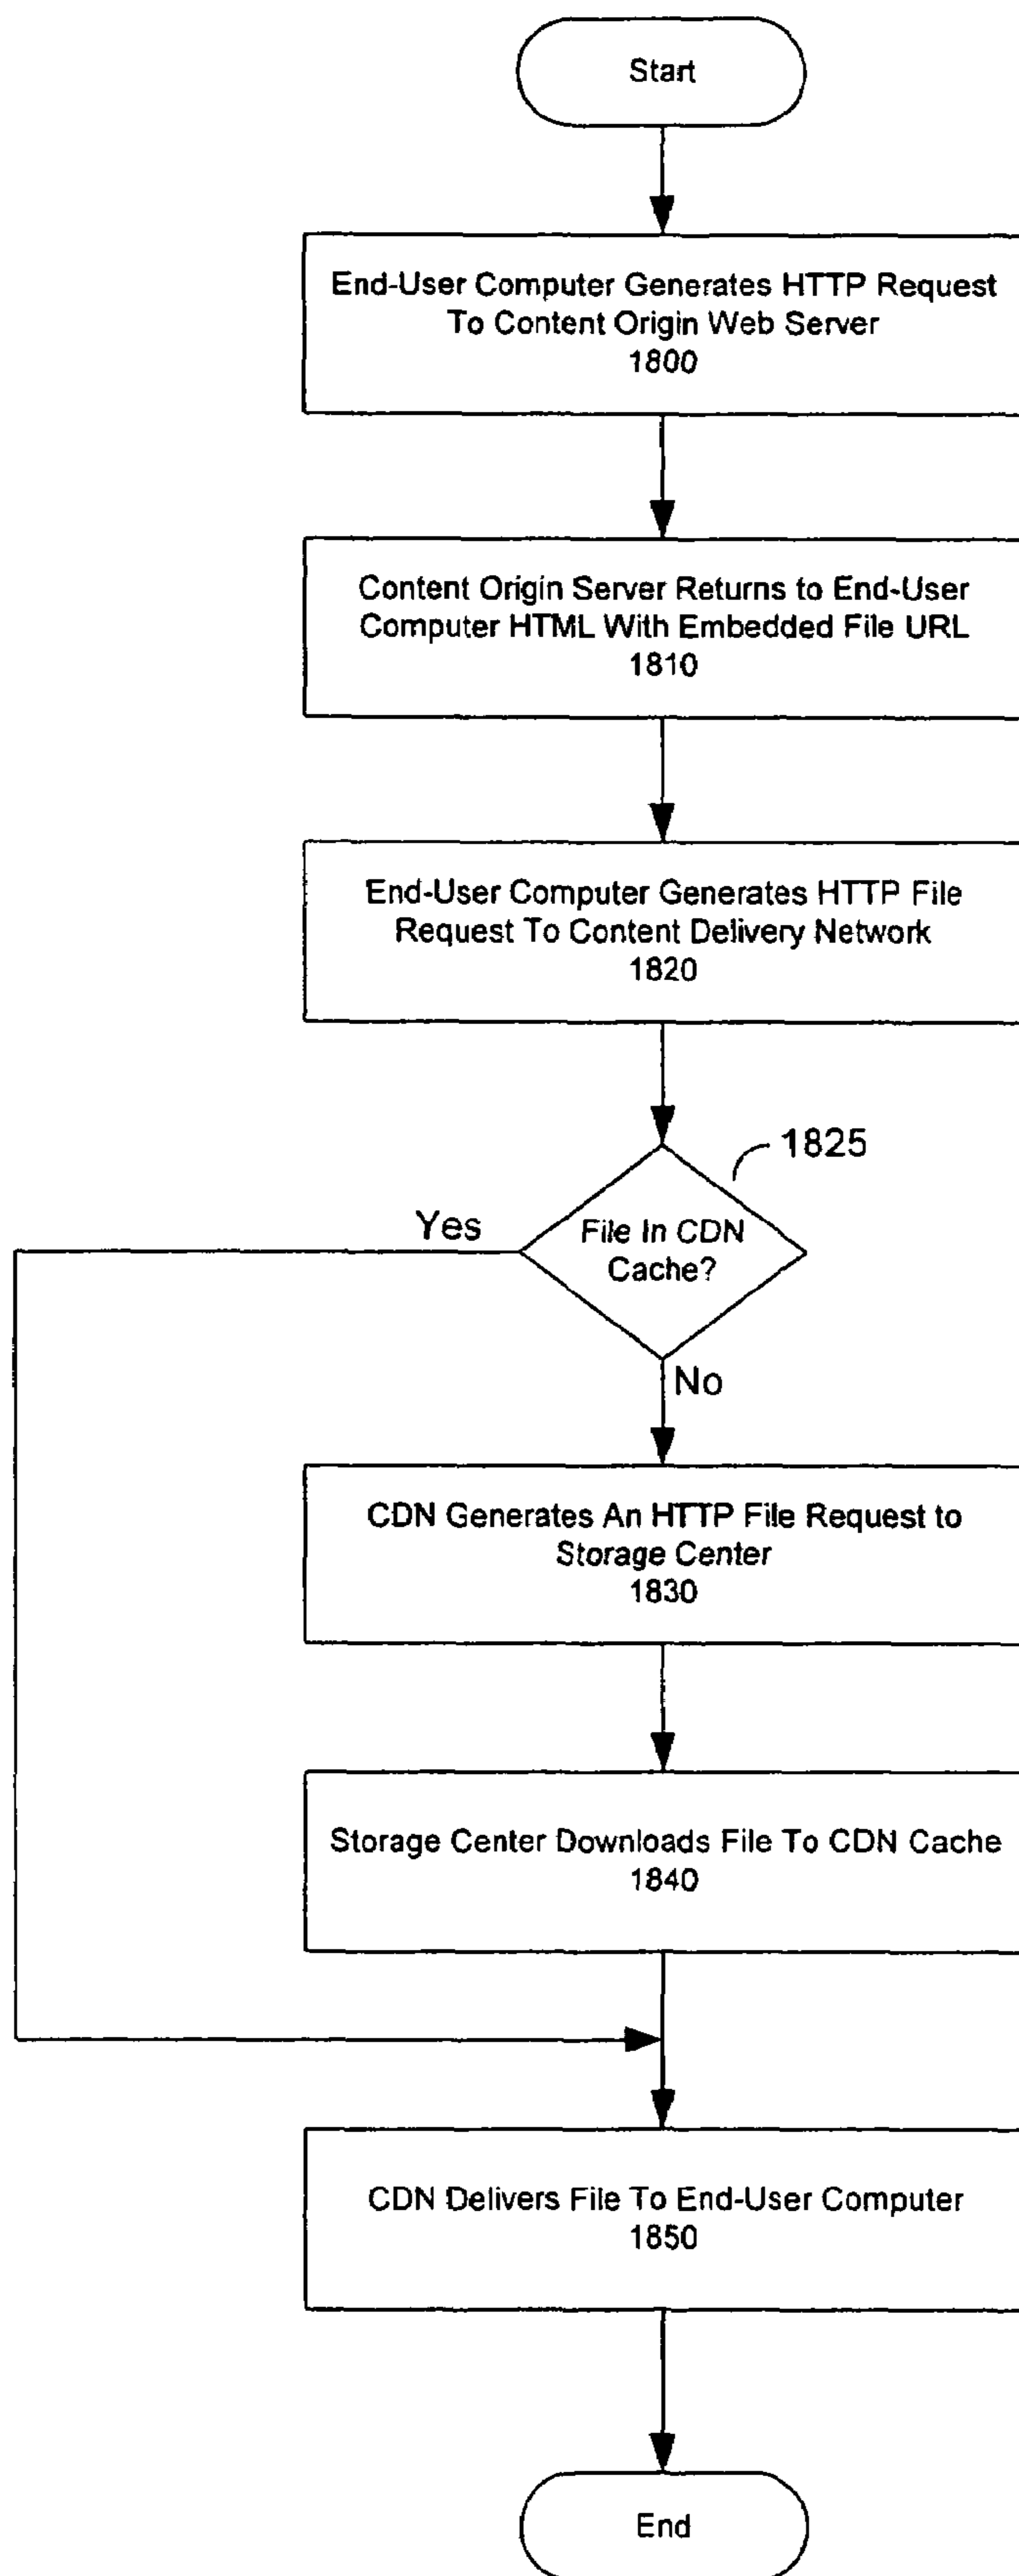 Start
End-User Computer Generates HTTP Request
To Content Origin Web Server
1800
Content Origin Server Returns to End-User
Computer HTML With Embedded File URL
1810
End-User Computer Generates HTTP File
Request To Content Delivery Network
1820
1825
Yes
File In CDN
Cache?
No
CDN Generates An HTTP File Request to
Storage Center
1830
Storage Center Downloads File To CDN Cache
1840
CDN Delivers File To End-User Computer
1850
End